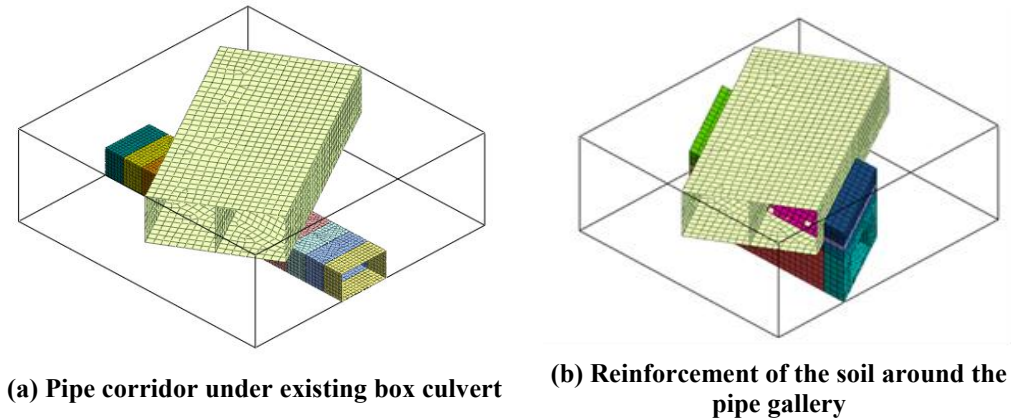 (a) Pipe corridor under existing box culvert
(b) Reinforcement of the soil around the
pipe gallery